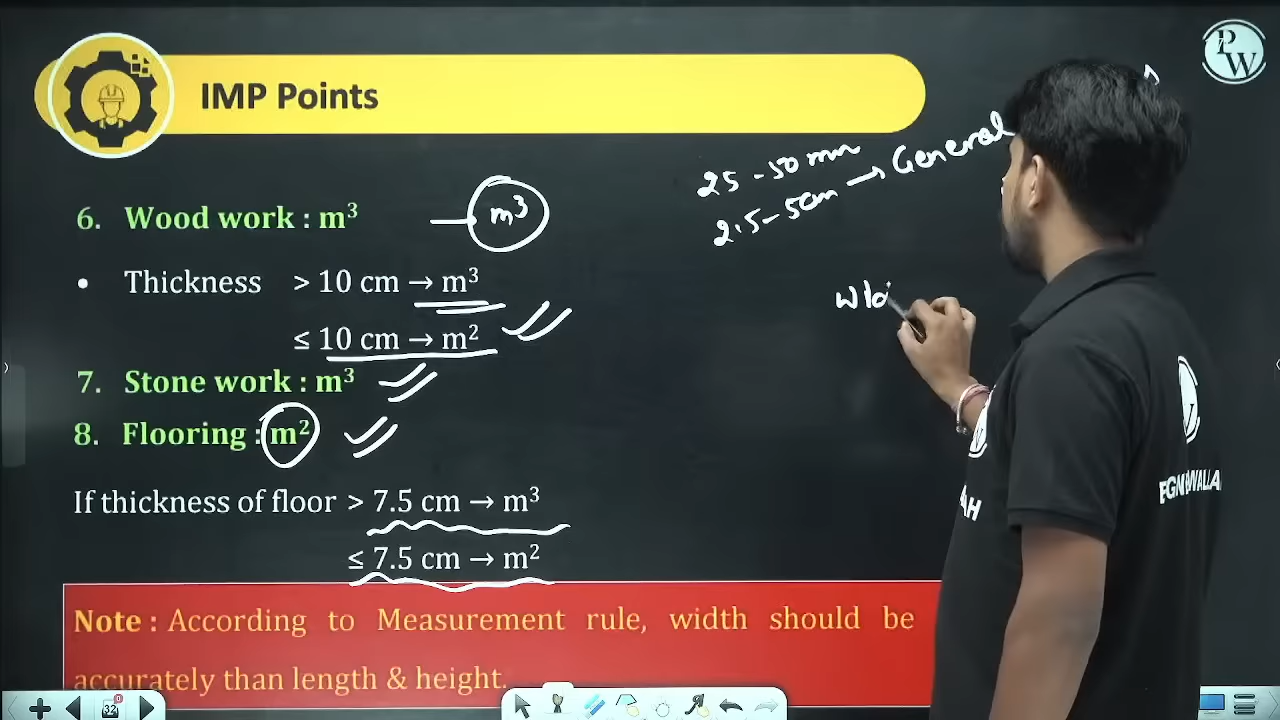 PW
IMP Points
25 - 50 mm
2.5 - 5cm → General
6. Wood work : m³ — m³
• Thickness > 10 cm → m³
≤ 10 cm → m²
7. Stone work : m³
8. Flooring : m²
If thickness of floor > 7.5 cm → m³
≤ 7.5 cm → m²
Note : According to Measurement rule, width should be
accurately than length & height.
32